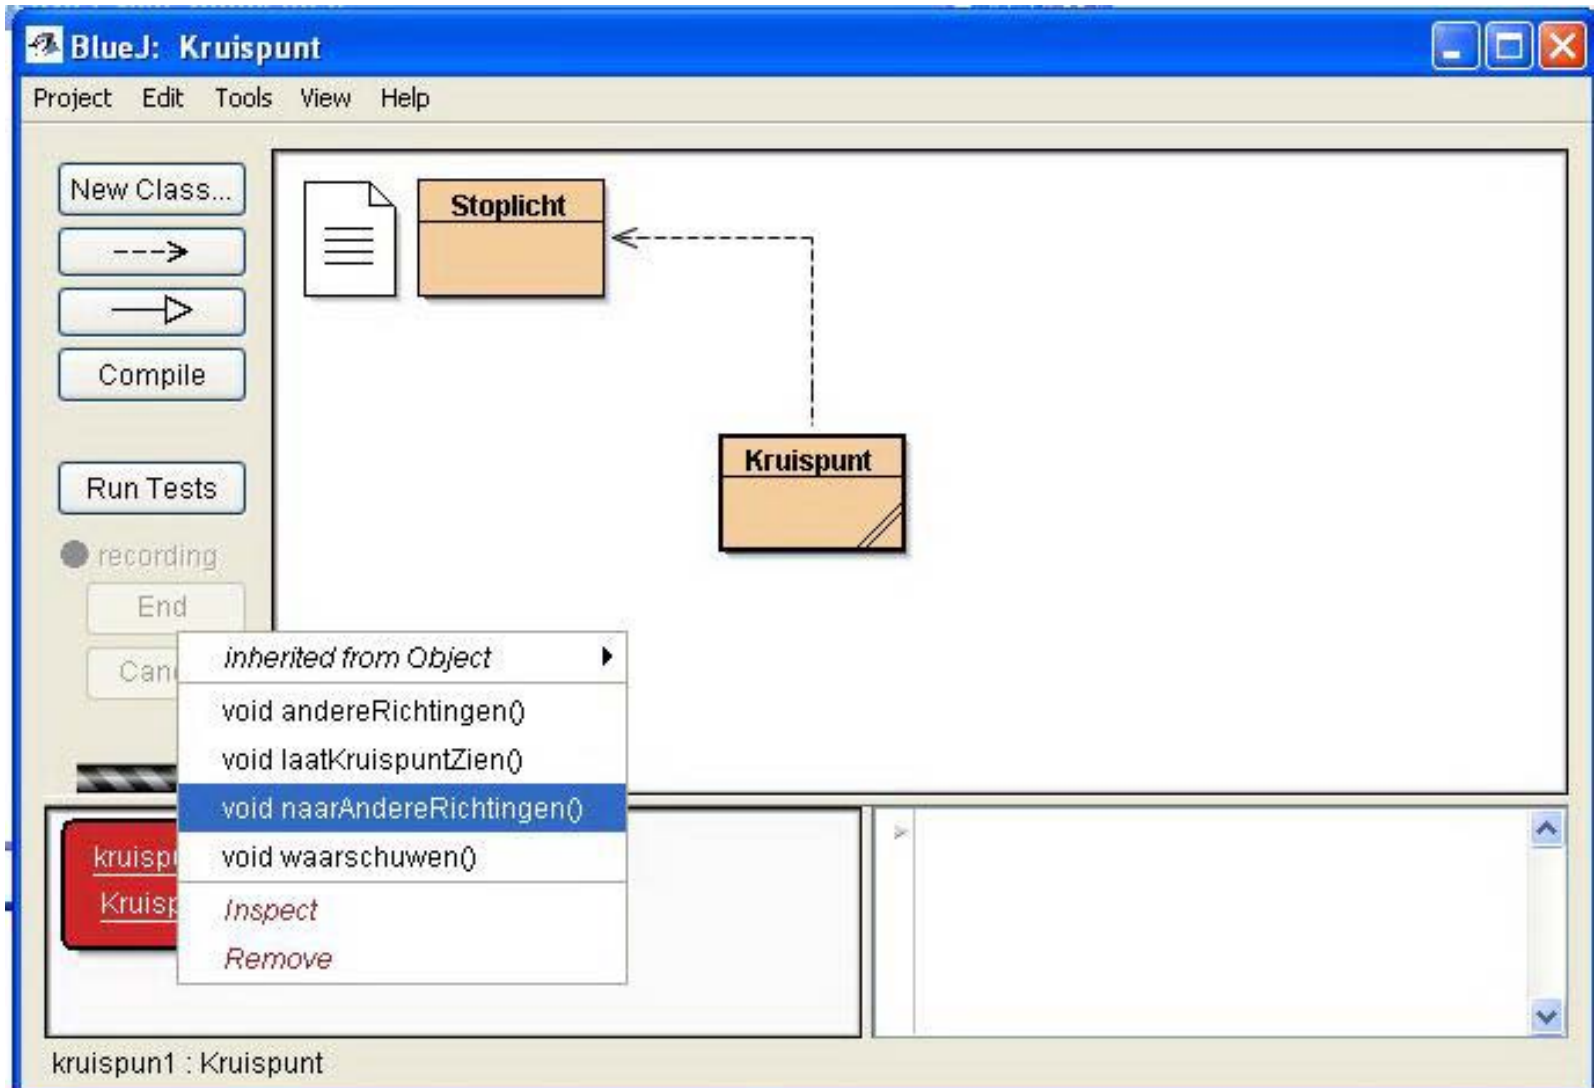 BlueJ: Kruispunt
Project Edit Tools View Help
New Class...
Compile
Run Tests
recording
End
Stoplicht
Kruispunt
inherited from Object
void andereRichtingen()
void laatKruispuntZien()
void naarAndereRichtingen()
void waarschuwen()
Inspect
Remove
kruispun1 : Kruispunt